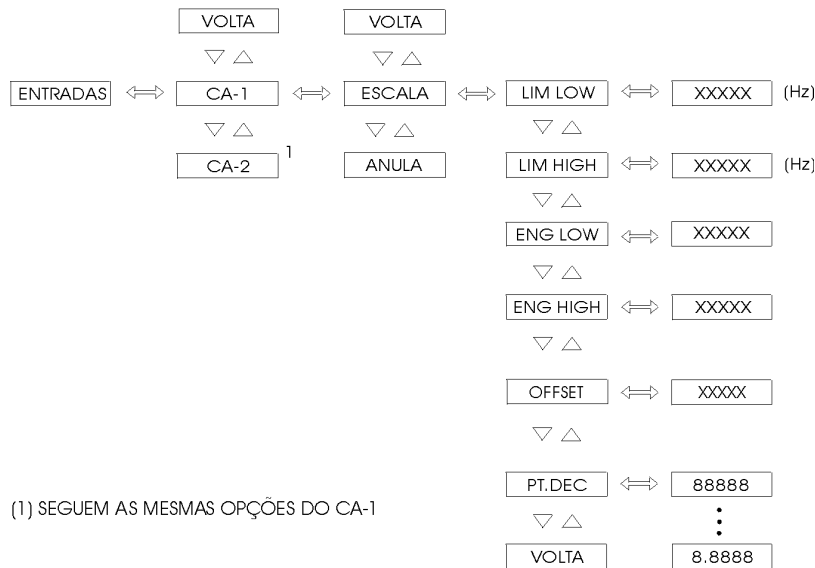 VOLTA VOLTA
ENTRADAS CA-1 ESCALA LIM LOW XXXXX (Hz)
CA-2 1 ANULA LIM HIGH XXXXX (Hz)
ENG LOW XXXXX
ENG HIGH XXXXX
OFFSET XXXXX
PT.DEC 88888
(1) SEGUEM AS MESMAS OPÇÕES DO CA-1
VOLTA 8.8888